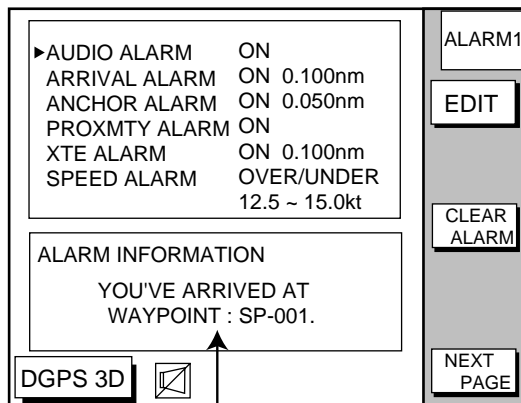 ▶AUDIO ALARM ON
ARRIVAL ALARM ON 0.100nm
ANCHOR ALARM ON 0.050nm
PROXMTY ALARM ON
XTE ALARM ON 0.100nm
SPEED ALARM OVER/UNDER
12.5 ~ 15.0kt
ALARM INFORMATION
YOU'VE ARRIVED AT
WAYPOINT : SP-001.
DGPS 3D
ALARM1
EDIT
CLEAR
ALARM
NEXT
PAGE